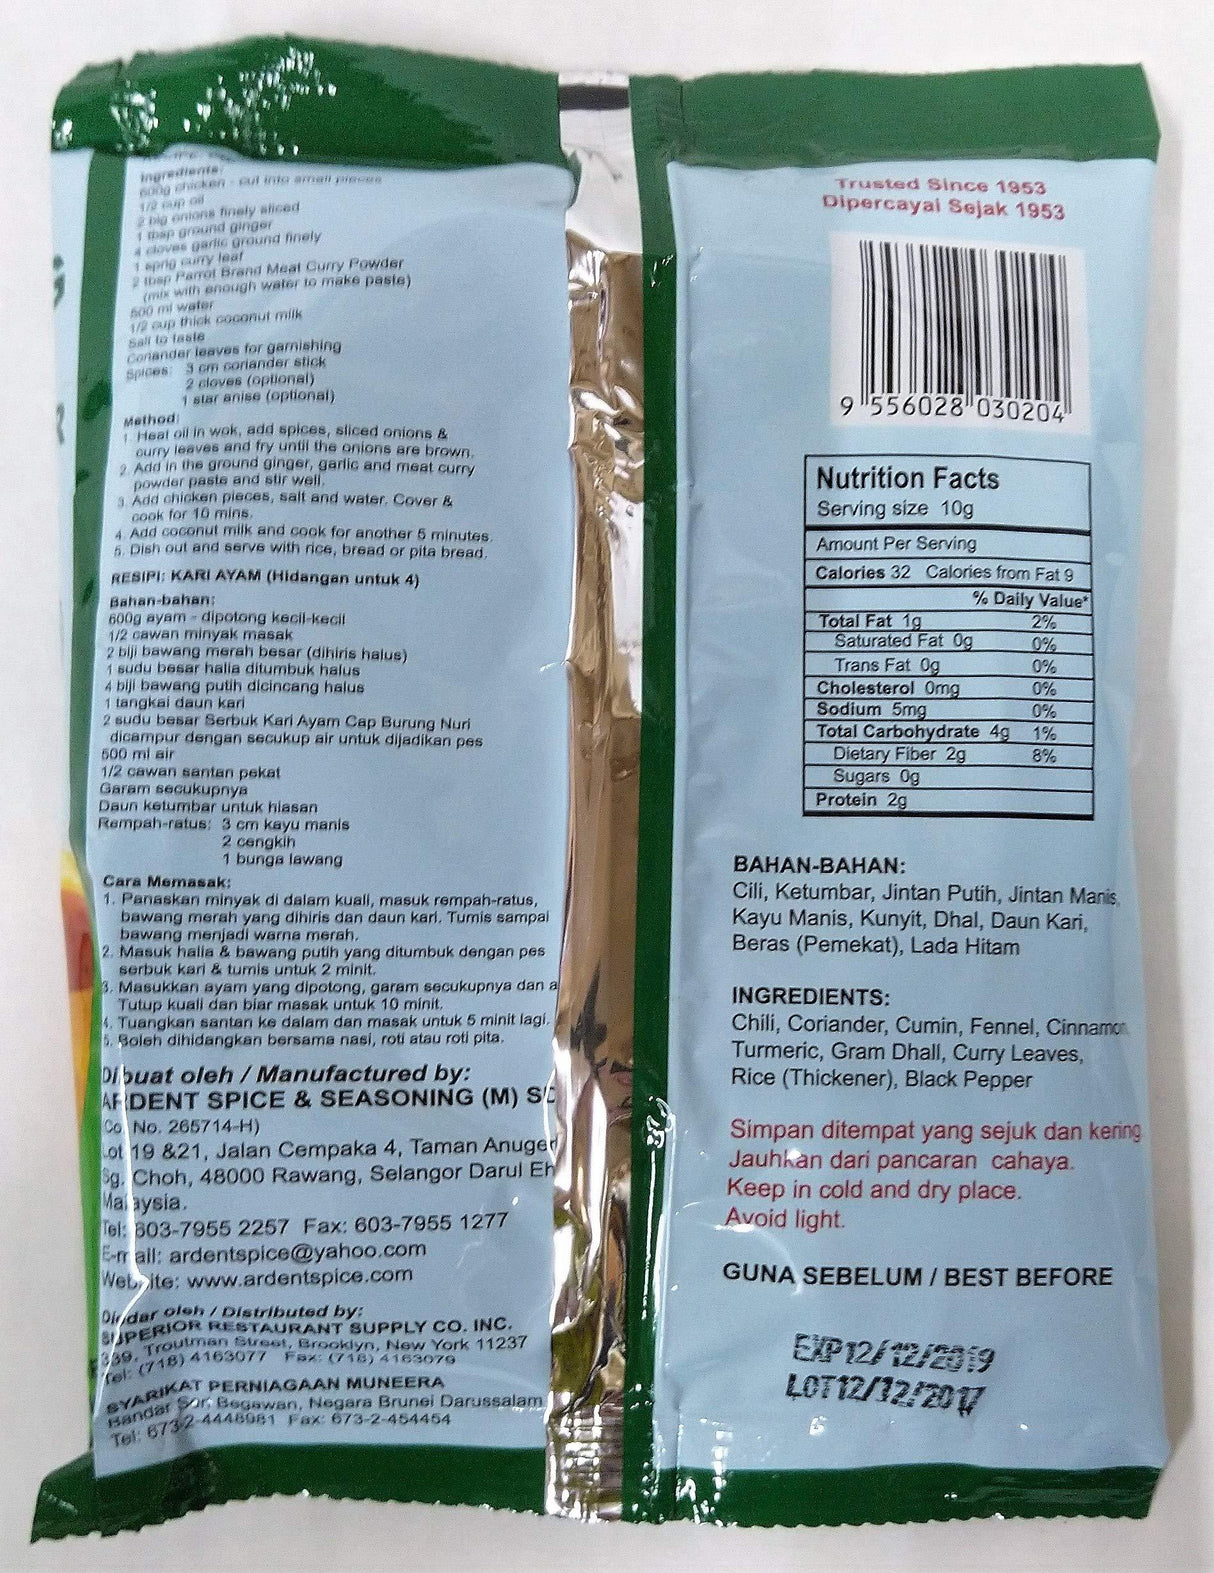 Ingredients:
600g chicken - cut into small pieces
1/2 cup oil
2 big onions finely sliced
1 tbsp ground ginger
4 cloves garlic ground finely
1 sprig curry leaf
2 tbsp Parrot Brand Meat Curry Powder
(mix with enough water to make paste)
500 ml water
1/2 cup thick coconut milk
Salt to taste
Coriander leaves for garnishing
Spices: 3 cm coriander stick
2 cloves (optional)
1 star anise (optional)
Method:
1. Heat oil in wok, add spices, sliced onions &
curry leaves and fry until the onions are brown.
2. Add in the ground ginger, garlic and meat curry
powder paste and stir well.
3. Add chicken pieces, salt and water. Cover &
cook for 10 mins.
4. Add coconut milk and cook for another 5 minutes.
5. Dish out and serve with rice, bread or pita bread.
RESIPI: KARI AYAM (Hidangan untuk 4)
Bahan-bahan:
600g ayam - dipotong kecil-kecil
1/2 cawan minyak masak
2 biji bawang merah besar (dihiris halus)
1 sudu besar halia ditumbuk halus
4 biji bawang putih dicincang halus
1 tangkai daun kari
2 sudu besar Serbuk Kari Ayam Cap Burung Nuri
dicampur dengan secukup air untuk dijadikan pes
500 ml air
1/2 cawan santan pekat
Garam secukupnya
Daun ketumbar untuk hiasan
Rempah-ratus: 3 cm kayu manis
2 cengkih
1 bunga lawang
Cara Memasak:
1. Panaskan minyak di dalam kuali, masuk rempah-ratus,
bawang merah yang dihiris dan daun kari. Tumis sampai
bawang menjadi warna merah.
2. Masuk halia & bawang putih yang ditumbuk dengan pes
serbuk kari & tumis untuk 2 minit.
3. Masukkan ayam yang dipotong, garam secukupnya dan a
Tutup kuali dan biar masak untuk 10 minit.
4. Tuangkan santan ke dalam dan masak untuk 5 minit lagi.
5. Boleh dihidangkan bersama nasi, roti atau roti pita.
Dibuat oleh / Manufactured by:
ARDENT SPICE & SEASONING (M) SD
(Co. No. 265714-H)
Lot 19 &21, Jalan Cempaka 4, Taman Anuger
Sg. Choh, 48000 Rawang, Selangor Darul Eh
Malaysia.
Tel: 603-7955 2257 Fax: 603-7955 1277
E-mail: ardentspice@yahoo.com
Website: www.ardentspice.com
Diedar oleh / Distributed by:
SUPERIOR RESTAURANT SUPPLY CO. INC.
339, Troutman Street, Brooklyn, New York 11237
Tel: (718) 4163077 Fax: (718) 4163079
SYARIKAT PERNIAGAAN MUNEERA
Bandar Sri Begawan, Negara Brunei Darussalam
Tel: 673-2-4448981 Fax: 673-2-454454
Trusted Since 1953
Dipercayai Sejak 1953
9 556028 030204
Nutrition Facts
Serving size 10g
Amount Per Serving
Calories 32 Calories from Fat 9
% Daily Value*
Total Fat 1g 2%
Saturated Fat 0g 0%
Trans Fat 0g 0%
Cholesterol 0mg 0%
Sodium 5mg 0%
Total Carbohydrate 4g 1%
Dietary Fiber 2g 8%
Sugars 0g
Protein 2g
BAHAN-BAHAN:
Cili, Ketumbar, Jintan Putih, Jintan Manis,
Kayu Manis, Kunyit, Dhal, Daun Kari,
Beras (Pemekat), Lada Hitam
INGREDIENTS:
Chili, Coriander, Cumin, Fennel, Cinnamon,
Turmeric, Gram Dhall, Curry Leaves,
Rice (Thickener), Black Pepper
Simpan ditempat yang sejuk dan kering.
Jauhkan dari pancaran cahaya.
Keep in cold and dry place.
Avoid light.
GUNA SEBELUM / BEST BEFORE
EXP12/12/2019
LOT12/12/2017